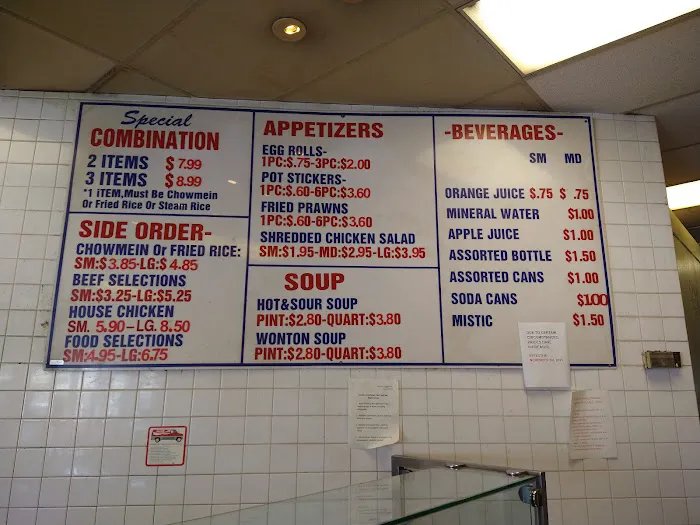 Special
COMBINATION
2 ITEMS $7.99
3 ITEMS $8.99
*1 iTEM,Must Be Chowmein
Or Fried Rice Or Steam Rice
SIDE ORDER-
CHOWMEIN Or FRIED RICE:
SM:$3.85-LG:$4.85
BEEF SELECTIONS
SM:$3.25-LG:$5.25
HOUSE CHICKEN
SM. 5.90-LG. 8.50
FOOD SELECTIONS
SM:4.95-LG:6.75
APPETIZERS
EGG ROLLS-
1PC:$.75-3PC:$2.00
POT STICKERS-
1PC:$.60-6PC:$3.60
FRIED PRAWNS
1PC:$.60-6PC:$3.60
SHREDDED CHICKEN SALAD
SM:$1.95-MD:$2.95-LG:$3.95
SOUP
HOT&SOUR SOUP
PINT:$2.80-QUART:$3.80
WONTON SOUP
PINT:$2.80-QUART:$3.80
-BEVERAGES-
SM MD
ORANGE JUICE $.75 $ .75
MINERAL WATER $1.00
APPLE JUICE $1.00
ASSORTED BOTTLE $1.50
ASSORTED CANS $1.00
SODA CANS $1.00
MISTIC $1.50